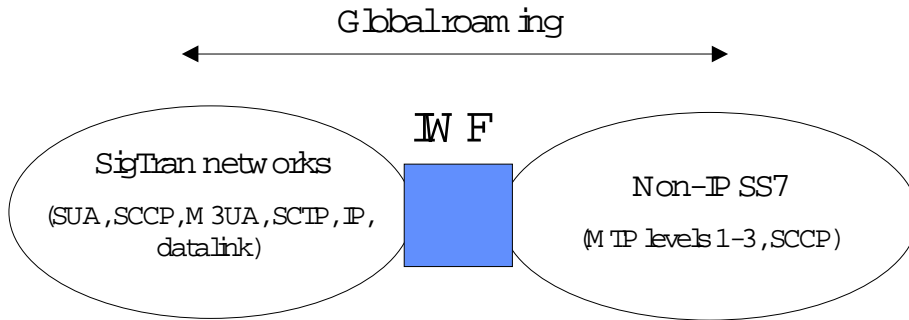 Global roaming
IWF
SigTran networks
(SUA, SCCP, M3UA, SCTP, IP,
datalink)
Non-IP SS7
(MTP levels 1-3, SCCP)